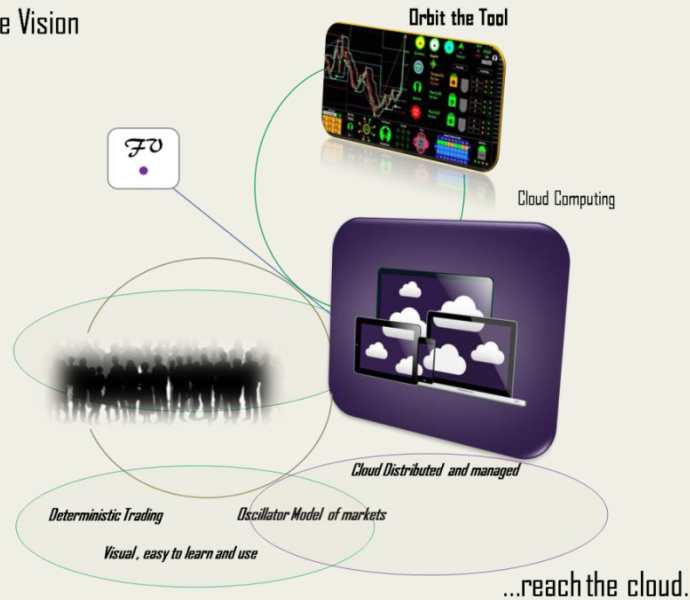 e Vision
Orbit the Tool
FV
Cloud Computing
Cloud Distributed and managed
Deterministic Trading
Oscillator Model of markets
Visual, easy to learn and use
...reach the cloud.